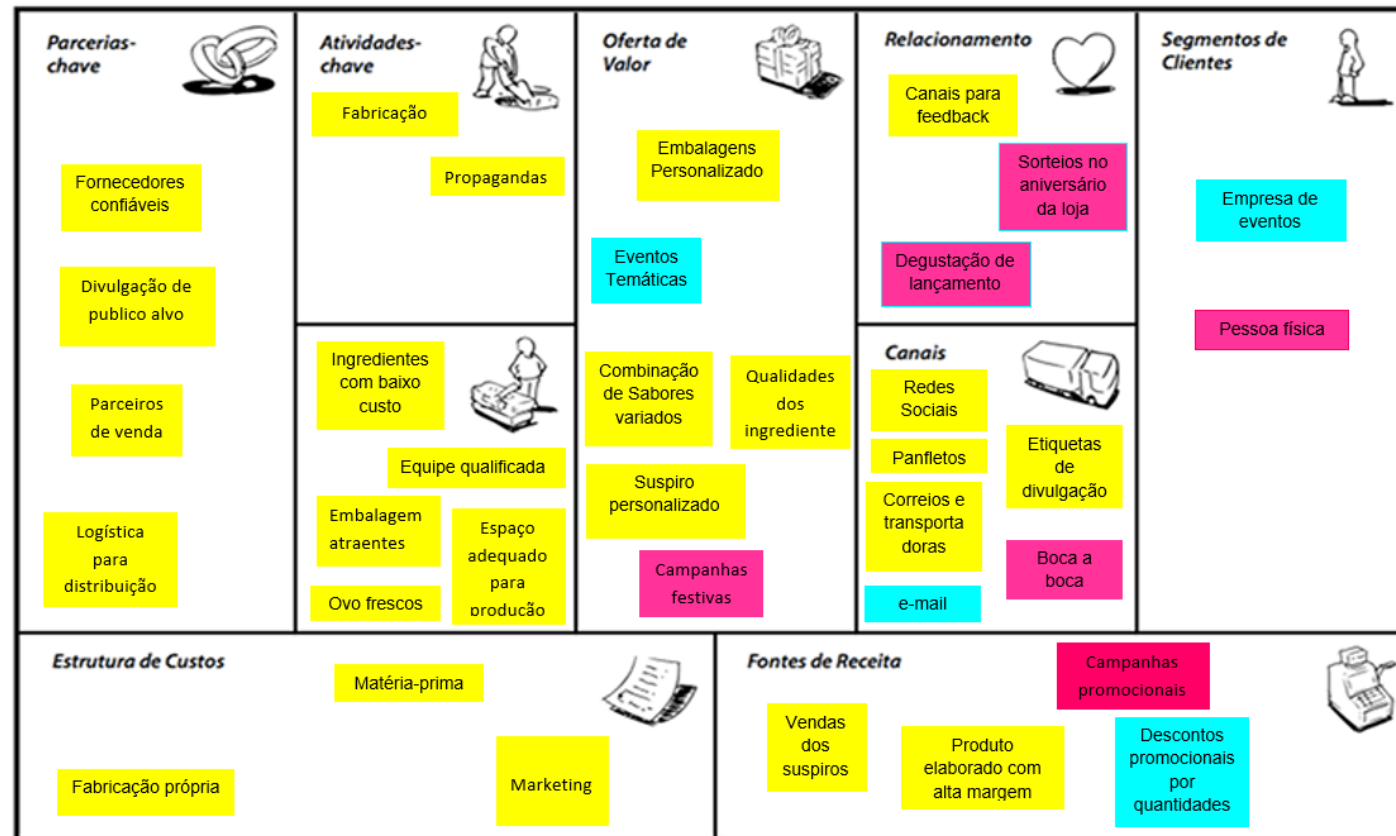 Parcerias-
chave
Fornecedores
confiáveis
Divulgação de
publico alvo
Parceiros
de venda
Logística
para
distribuição
Atividades-
chave
Fabricação
Propagandas
Ingredientes
com baixo
custo
Equipe qualificada
Embalagem
atraentes
Espaço
adequado
para
produção
Ovo frescos
Oferta de
Valor
Embalagens
Personalizado
Eventos
Temáticas
Combinação
de Sabores
variados
Qualidades
dos
ingrediente
Suspiro
personalizado
Campanhas
festivas
Relacionamento
Canais para
feedback
Sorteios no
aniversário
da loja
Degustação de
lançamento
Canais
Redes
Sociais
Panfletos
Etiquetas
de
divulgação
Correios e
transporta
doras
Boca a
boca
e-mail
Segmentos de
Clientes
Empresa de
eventos
Pessoa física
Estrutura de Custos
Matéria-prima
Fabricação própria
Marketing
Fontes de Receita
Campanhas
promocionais
Vendas
dos
suspiros
Produto
elaborado com
alta margem
Descontos
promocionais
por
quantidades